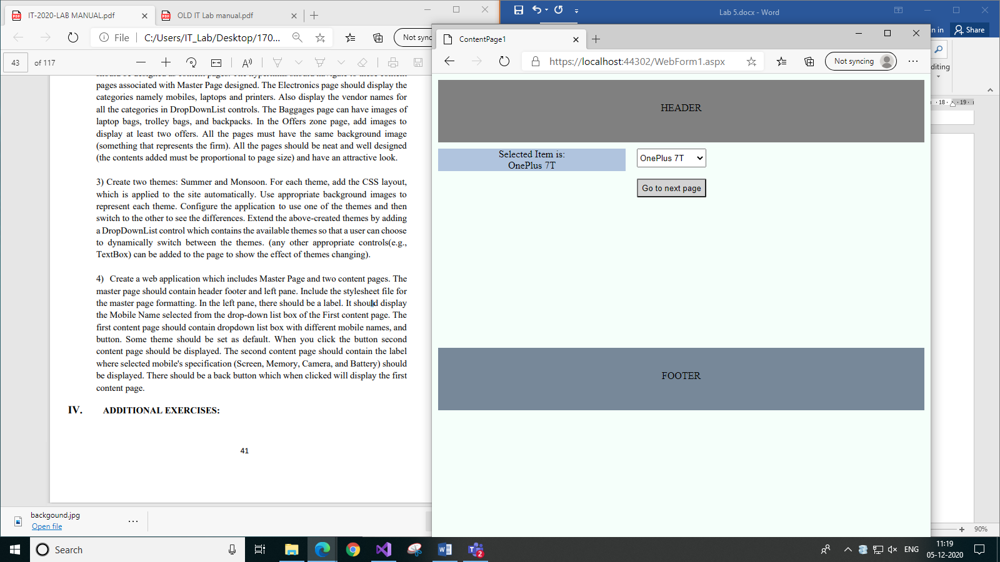 IT-2020-LAB MANUAL.pdf
OLD IT Lab manual.pdf
File
C:/Users/IT_Lab/Desktop/170...
Not sync
43
of 117
pages associated with Master Page designed. The Electronics page should display the
categories namely mobiles, laptops and printers. Also display the vendor names for
all the categories in DropDownList controls. The Baggages page can have images of
laptop bags, trolley bags, and backpacks. In the Offers zone page, add images to
display at least two offers. All the pages must have the same background image
(something that represents the firm). All the pages should be neat and well designed
(the contents added must be proportional to page size) and have an attractive look.
3) Create two themes: Summer and Monsoon. For each theme, add the CSS layout,
which is applied to the site automatically. Use appropriate background images to
represent each theme. Configure the application to use one of the themes and then
switch to the other to see the differences. Extend the above-created themes by adding
a DropDownList control which contains the available themes so that a user can choose
to dynamically switch between the themes. (any other appropriate controls(e.g.,
TextBox) can be added to the page to show the effect of themes changing).
4) Create a web application which includes Master Page and two content pages. The
master page should contain header footer and left pane. Include the stylesheet file for
the master page formatting. In the left pane, there should be a label. It should display
the Mobile Name selected from the drop-down list box of the First content page. The
first content page should contain dropdown list box with different mobile names, and
button. Some theme should be set as default. When you click the button second
content page should be displayed. The second content page should contain the label
where selected mobile's specification (Screen, Memory, Camera, and Battery) should
be displayed. There should be a back button which when clicked will display the first
content page.
IV. ADDITIONAL EXERCISES:
41
backgound.jpg
Open file
Lab 5.docx - Word
n in
Share
diting
18
19
ContentPage1
https://localhost:44302/WebForm1.aspx
Not syncing
HEADER
Selected Item is:
OnePlus 7T
OnePlus 7T
Go to next page
FOOTER
90%
Search
2
ENG
11:19
05-12-2020